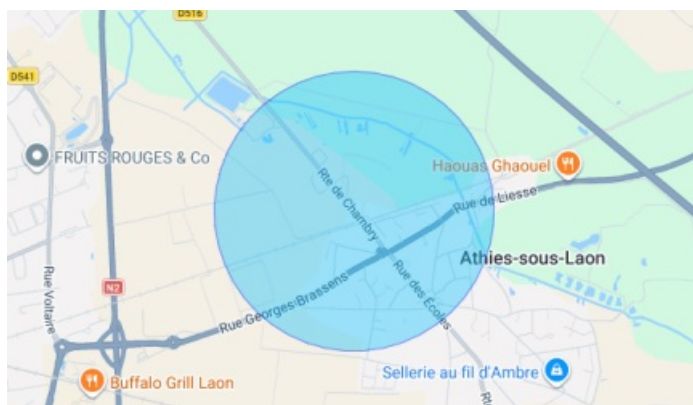 D516
D541
FRUITS ROUGES & Co
Haouas Ghaouel
Rte de Chambry
Rue de Liesse
Athies-sous-Laon
N2
Rue Voltaire
Rue Georges Brassens
Rue des Écoles
Sellerie au fil d'Ambre
Buffalo Grill Laon